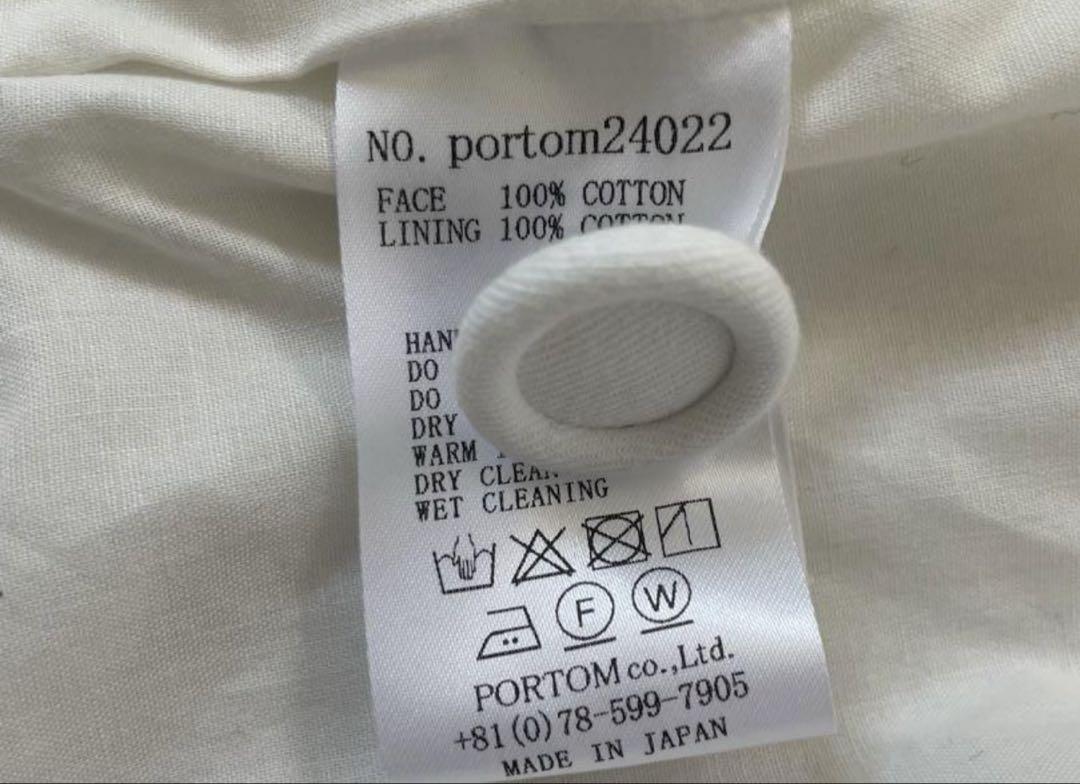 NO. portom24022
FACE 100% COTTON
LINING 100% COTTON
DO
DO
DRY
WARM
DRY
WET CLEANING
F W
PORTOM co.,Ltd.
+81(0)78-599-7905
MADE IN JAPAN